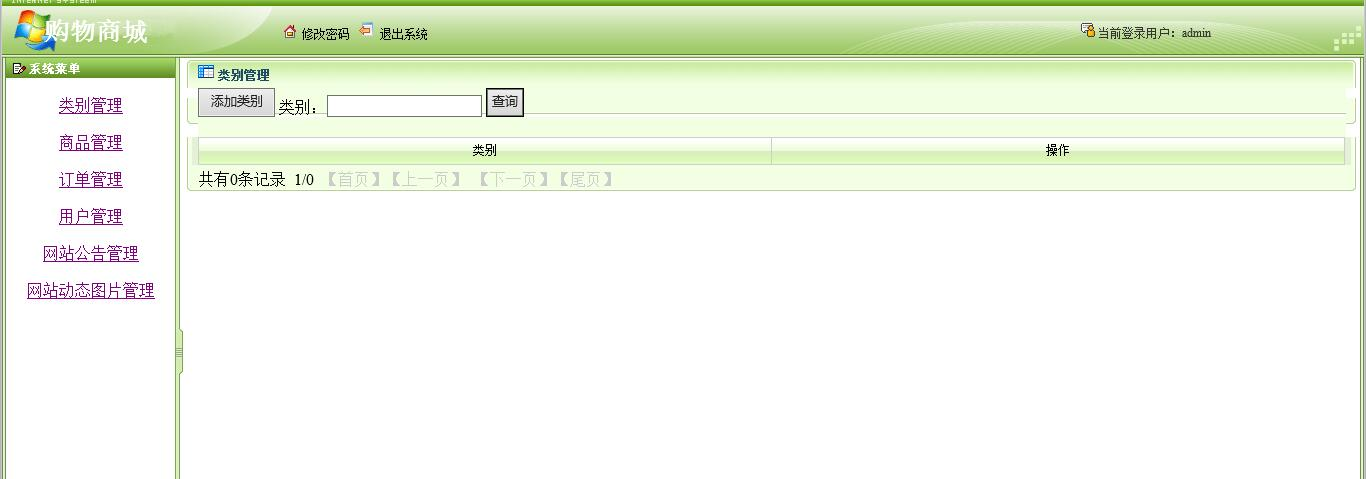 购物商城
修改密码 退出系统
当前登录用户：admin
系统菜单
类别管理
商品管理
订单管理
用户管理
网站公告管理
网站动态图片管理
类别管理
添加类别 类别： 查询
类别 操作
共有0条记录 1/0 【首页】【上一页】 【下一页】【尾页】